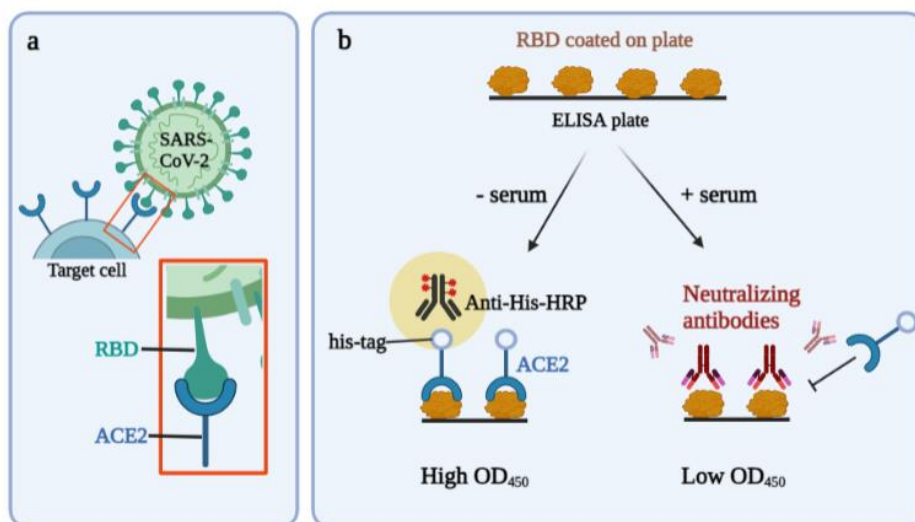 a
SARS-
CoV-2
Target cell
RBD
ACE2
b
RBD coated on plate
ELISA plate
- serum
+ serum
Anti-His-HRP
his-tag
ACE2
High OD450
Neutralizing
antibodies
Low OD450